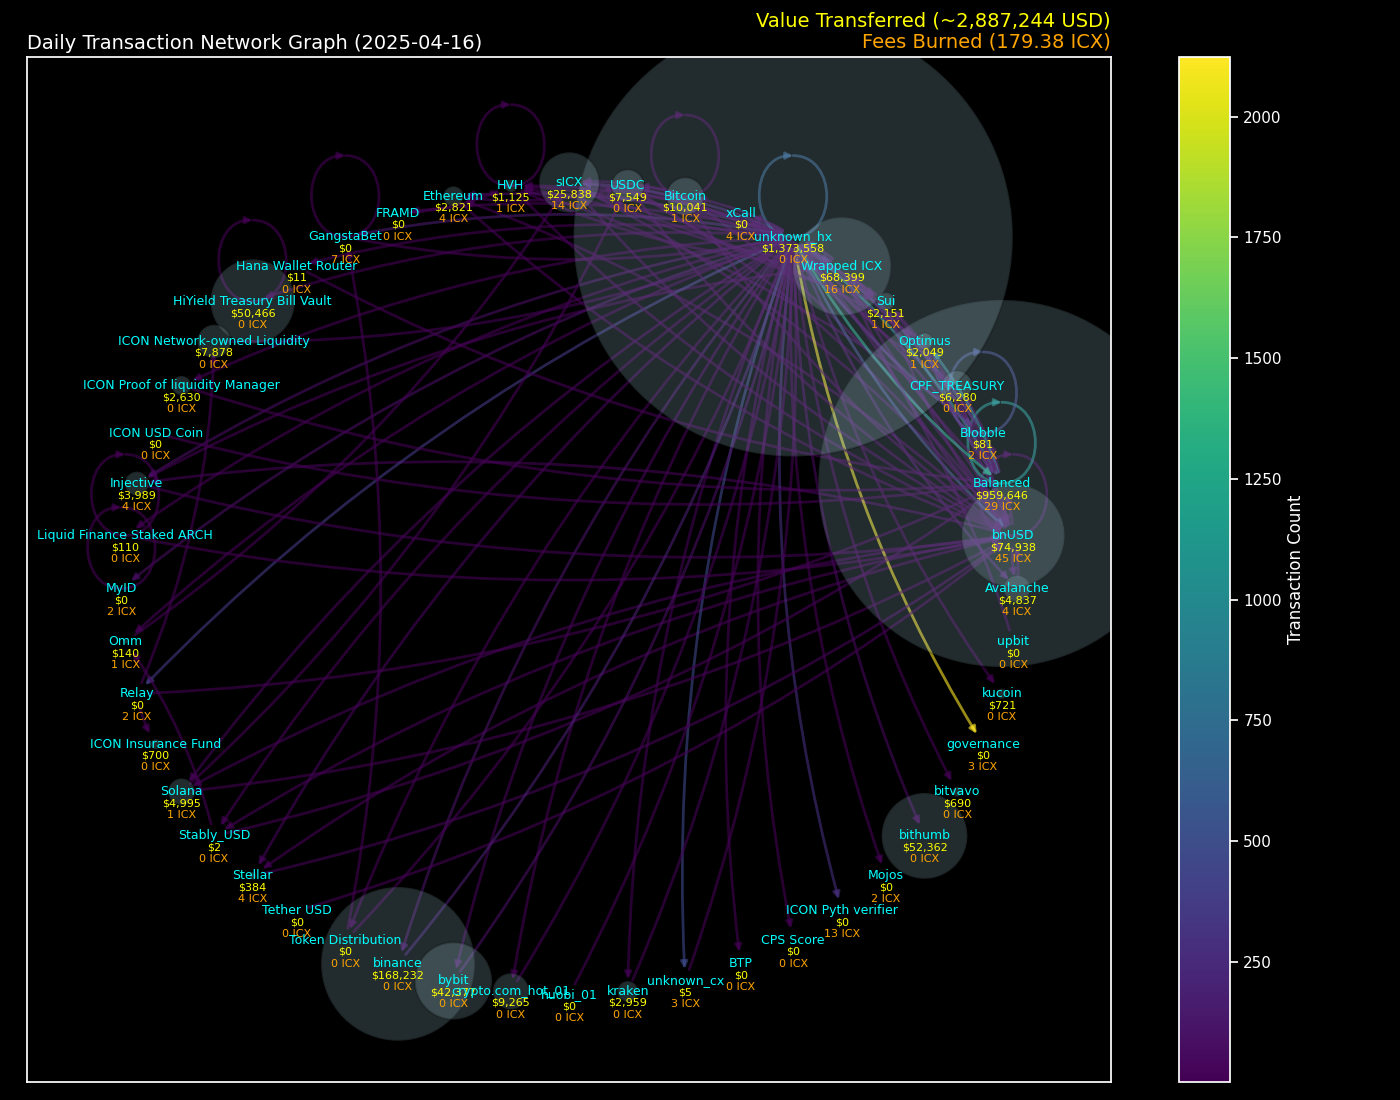 Value Transferred (~2,887,244 USD)
Daily Transaction Network Graph (2025-04-16)
Fees Burned (179.38 ICX)
HVH
$1,125
1 ICX
sICX
$25,838
14 ICX
USDC
$7,549
0 ICX
Bitcoin
$10,041
1 ICX
Ethereum
$2,821
4 ICX
xCall
$0
4 ICX
FRAMD
$0
0 ICX
unknown_hx
$1,373,558
0 ICX
GangstaBet
$0
7 ICX
Wrapped ICX
$68,399
16 ICX
Hana Wallet Router
$11
0 ICX
Sui
$2,151
1 ICX
HiYield Treasury Bill Vault
$50,466
0 ICX
Optimus
$2,049
1 ICX
ICON Network-owned Liquidity
$7,878
0 ICX
CPF_TREASURY
$6,280
0 ICX
ICON Proof of liquidity Manager
$2,630
0 ICX
Blobble
$81
2 ICX
ICON USD Coin
$0
0 ICX
Balanced
$959,646
29 ICX
Injective
$3,989
4 ICX
bnUSD
$74,938
45 ICX
Liquid Finance Staked ARCH
$110
0 ICX
Avalanche
$4,837
4 ICX
MyID
$0
2 ICX
upbit
$0
0 ICX
Omm
$140
1 ICX
kucoin
$721
0 ICX
Relay
$0
2 ICX
governance
$0
3 ICX
ICON Insurance Fund
$700
0 ICX
bitvavo
$690
0 ICX
Solana
$4,995
1 ICX
bithumb
$52,362
0 ICX
Stably_USD
$2
0 ICX
Mojos
$0
2 ICX
Stellar
$384
4 ICX
ICON Pyth verifier
$0
13 ICX
Tether USD
$0
0 ICX
CPS Score
$0
0 ICX
Token Distribution
$0
0 ICX
BTP
$0
0 ICX
binance
$168,232
0 ICX
unknown_cx
$5
3 ICX
bybit
$42,377
0 ICX
crypto.com_hot_01
$9,265
0 ICX
huobi_01
$0
0 ICX
kraken
$2,959
0 ICX
2000
1750
1500
1250
1000
750
500
250
Transaction Count